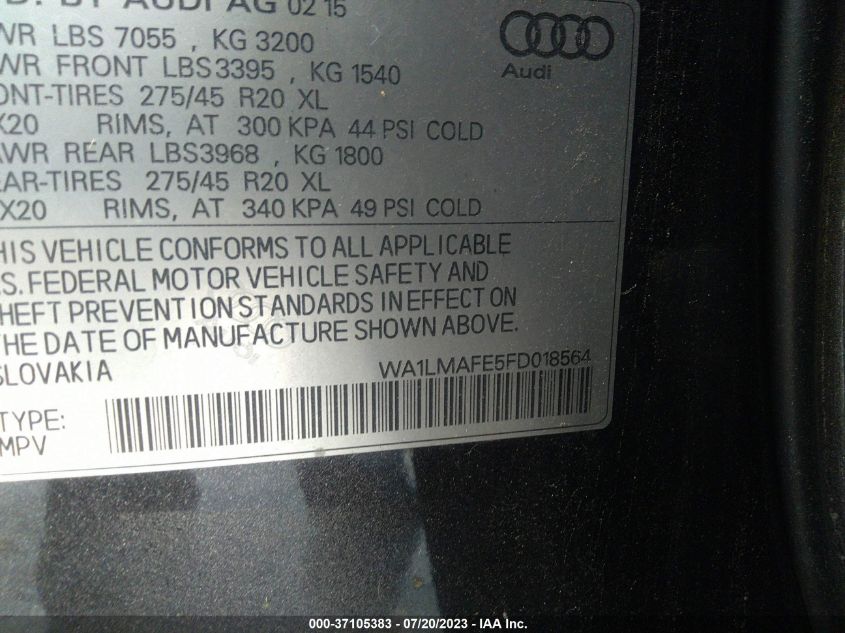 D. BY AUDI AG 02 15
WR LBS 7055 , KG 3200
WR FRONT LBS3395 , KG 1540
ONT-TIRES 275/45 R20 XL
X20 RIMS, AT 300 KPA 44 PSI COLD
AWR REAR LBS3968 , KG 1800
EAR-TIRES 275/45 R20 XL
X20 RIMS, AT 340 KPA 49 PSI COLD
Audi
HIS VEHICLE CONFORMS TO ALL APPLICABLE
.S. FEDERAL MOTOR VEHICLE SAFETY AND
HEFT PREVENTION STANDARDS IN EFFECT ON
HE DATE OF MANUFACTURE SHOWN ABOVE.
SLOVAKIA WA1LMAFE5FD018564
TYPE:
MPV
000-37105383 - 07/20/2023 - IAA Inc.